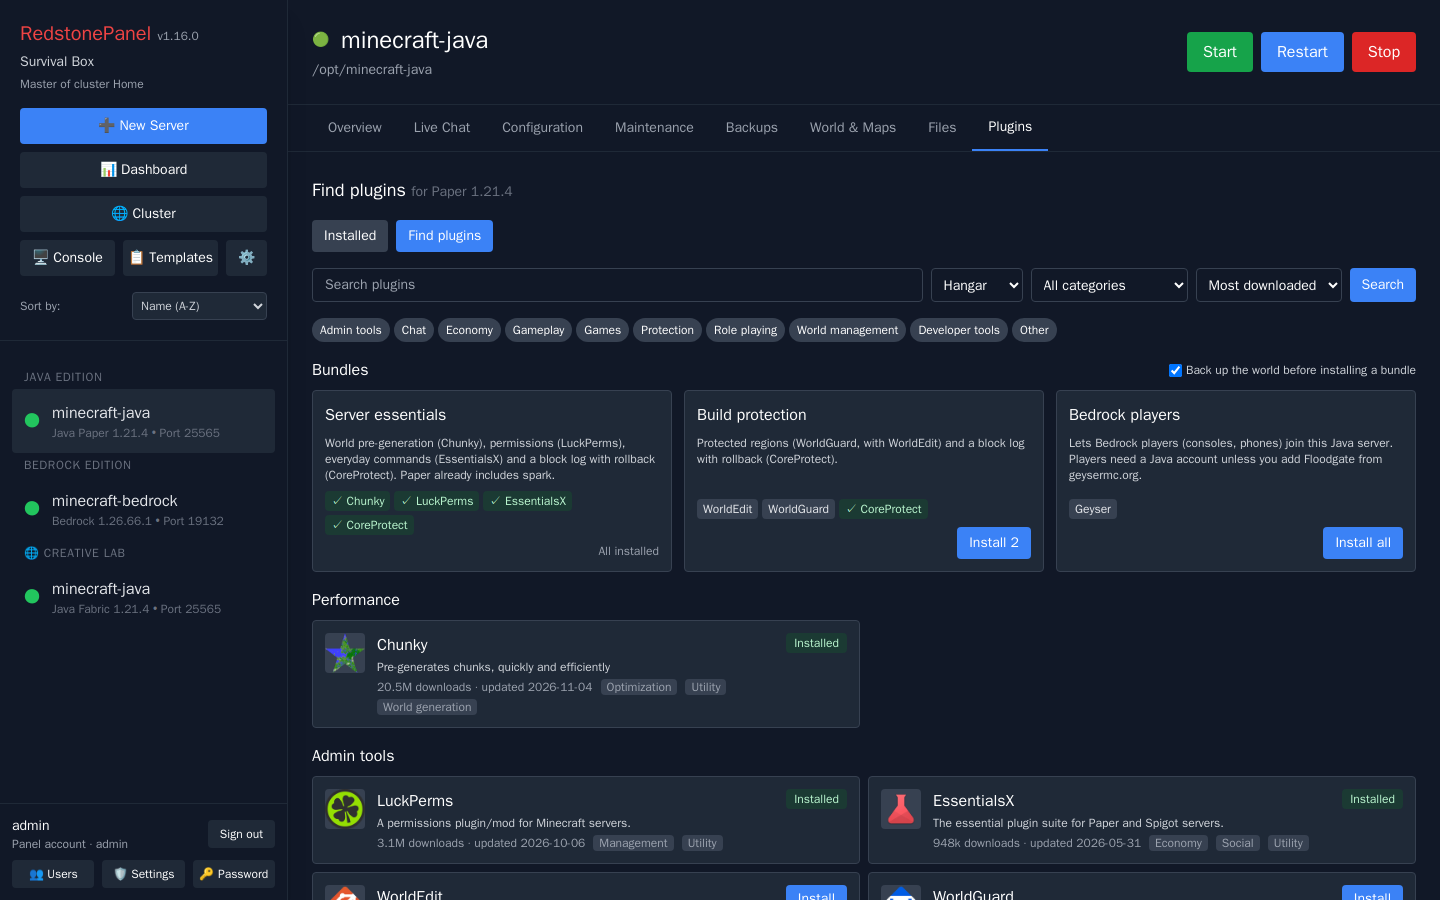 RedstonePanel v1.16.0
Survival Box
Master of cluster Home
➕ New Server
📊 Dashboard
🌐 Cluster
🖥️ Console
📋 Templates
⚙️
Sort by:
Name (A-Z)
JAVA EDITION
minecraft-java
Java Paper 1.21.4 • Port 25565
BEDROCK EDITION
minecraft-bedrock
Bedrock 1.26.66.1 • Port 19132
🌐 CREATIVE LAB
minecraft-java
Java Fabric 1.21.4 • Port 25565
admin
Panel account · admin
Sign out
👥 Users
🛡️ Settings
🔑 Password
minecraft-java
/opt/minecraft-java
Start
Restart
Stop
Overview
Live Chat
Configuration
Maintenance
Backups
World & Maps
Files
Plugins
Find plugins for Paper 1.21.4
Installed
Find plugins
Search plugins
Hangar
All categories
Most downloaded
Search
Admin tools
Chat
Economy
Gameplay
Games
Protection
Role playing
World management
Developer tools
Other
Bundles
Back up the world before installing a bundle
Server essentials
World pre-generation (Chunky), permissions (LuckPerms),
everyday commands (EssentialsX) and a block log with rollback
(CoreProtect). Paper already includes spark.
✓ Chunky
✓ LuckPerms
✓ EssentialsX
✓ CoreProtect
All installed
Build protection
Protected regions (WorldGuard, with WorldEdit) and a block log
with rollback (CoreProtect).
WorldEdit
WorldGuard
✓ CoreProtect
Install 2
Bedrock players
Lets Bedrock players (consoles, phones) join this Java server.
Players need a Java account unless you add Floodgate from
geysermc.org.
Geyser
Install all
Performance
Chunky
Installed
Pre-generates chunks, quickly and efficiently
20.5M downloads · updated 2026-11-04
Optimization
Utility
World generation
Admin tools
LuckPerms
Installed
A permissions plugin/mod for Minecraft servers.
3.1M downloads · updated 2026-10-06
Management
Utility
EssentialsX
Installed
The essential plugin suite for Paper and Spigot servers.
948k downloads · updated 2026-05-31
Economy
Social
Utility
WorldEdit
Install
WorldGuard
Install